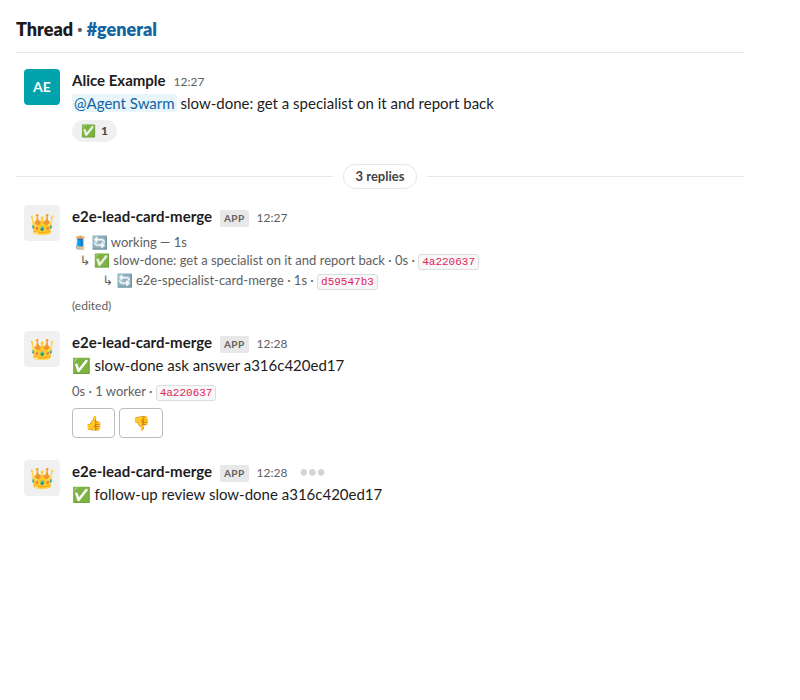 Thread • #general
AE
Alice Example 12:27
@Agent Swarm slow-done: get a specialist on it and report back
✅ 1
3 replies
e2e-lead-card-merge APP 12:27
🧵 🔄 working — 1s
↳ ✅ slow-done: get a specialist on it and report back · 0s · 4a220637
↳ 🔄 e2e-specialist-card-merge · 1s · d59547b3
(edited)
e2e-lead-card-merge APP 12:28
✅ slow-done ask answer a316c420ed17
0s · 1 worker · 4a220637
👍 👎
e2e-lead-card-merge APP 12:28
✅ follow-up review slow-done a316c420ed17